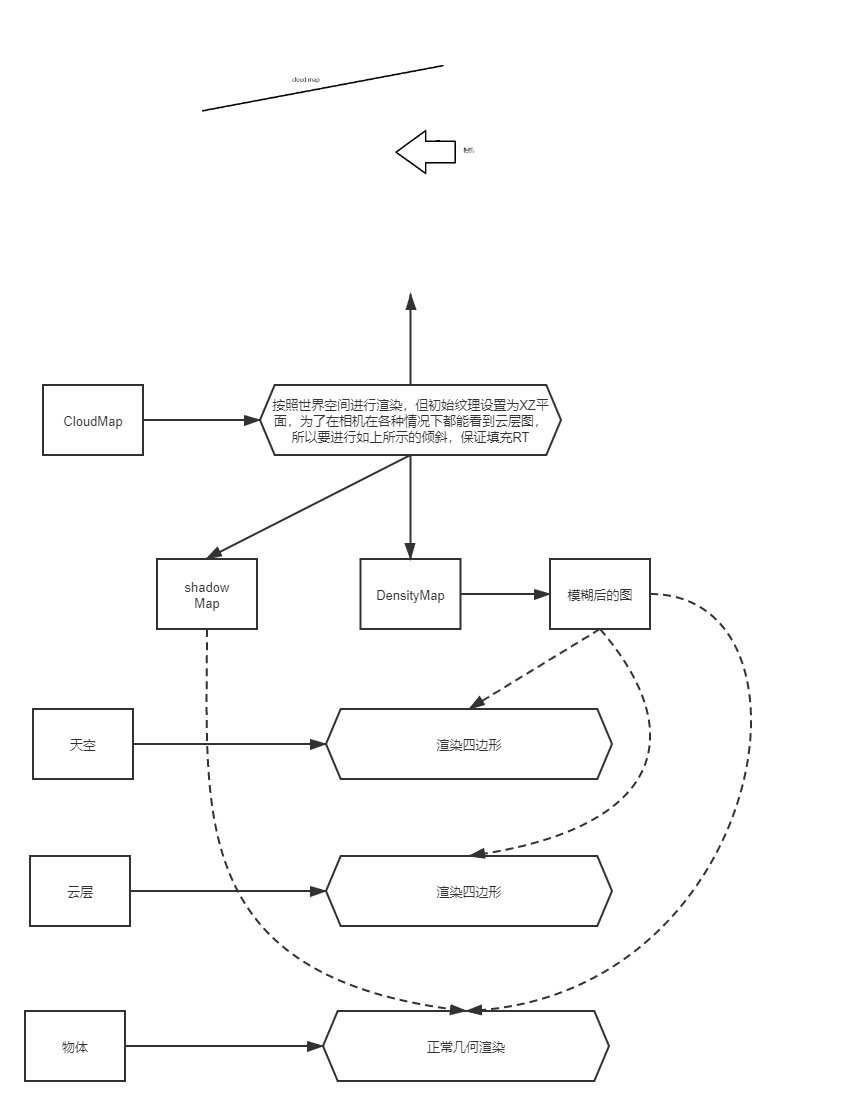 cloud map
相机
CloudMap
按照世界空间进行渲染，但初始纹理设置为XZ平
面，为了在相机在各种情况下都能看到云层图，
所以要进行如上所示的倾斜，保证填充RT
shadow
Map
DensityMap
模糊后的图
天空
渲染四边形
云层
渲染四边形
物体
正常几何渲染